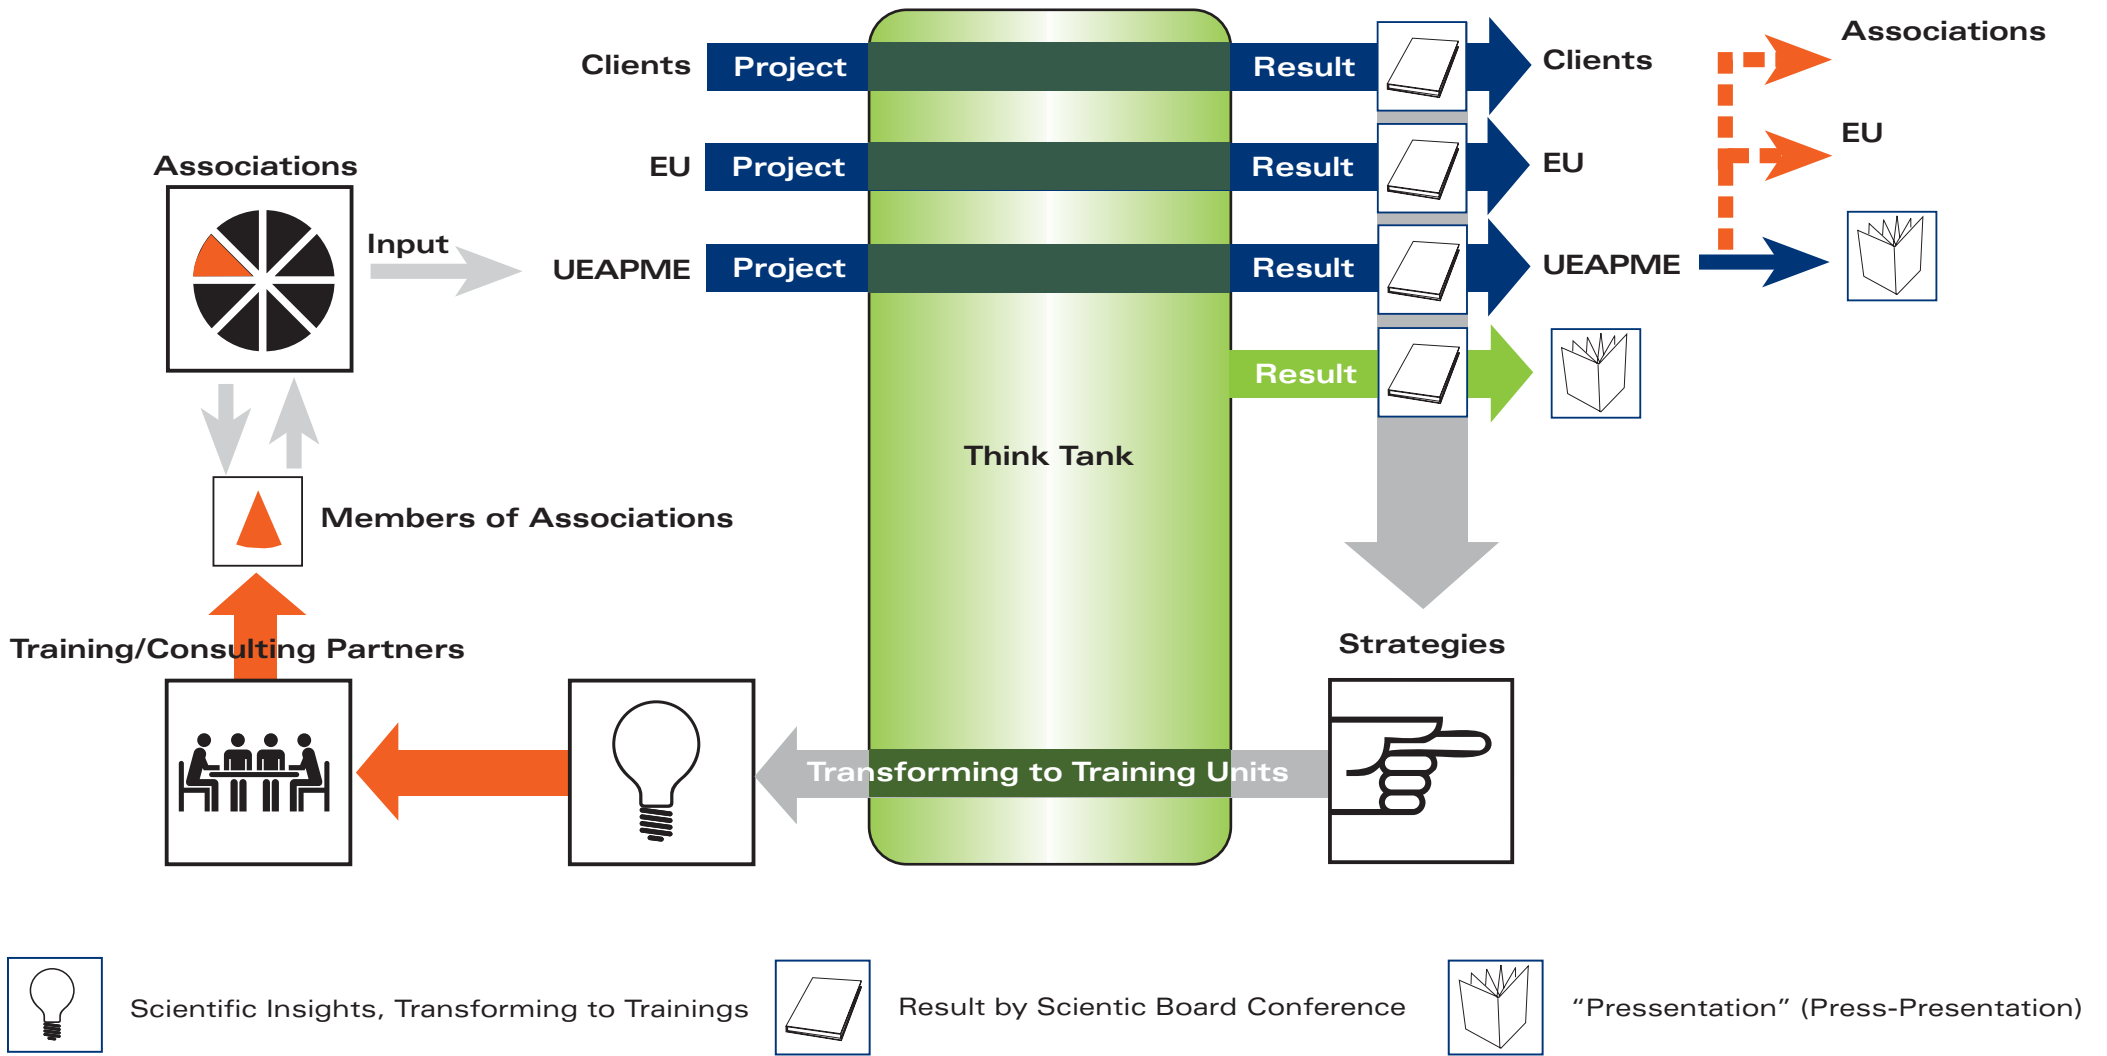 Associations
Clients
Project
Result
Clients
EU
EU
Project
Result
EU
Associations
Input
UEAPME
Project
Result
UEAPME
Result
Think Tank
Members of Associations
Training/Consulting Partners
Strategies
Transforming to Training Units
Scientific Insights, Transforming to Trainings
Result by Scientic Board Conference
“Pressentation” (Press-Presentation)